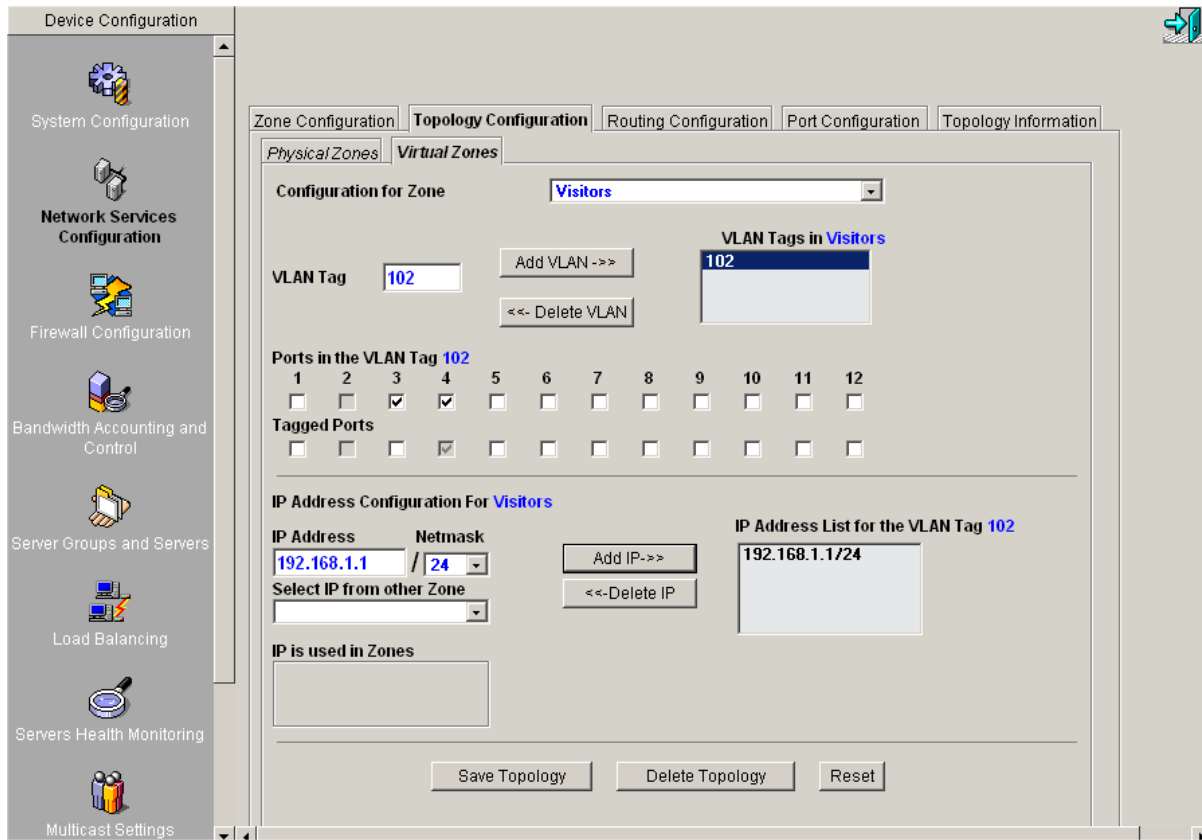 Device Configuration
System Configuration
Network Services
Configuration
Firewall Configuration
Bandwidth Accounting and
Control
Server Groups and Servers
Load Balancing
Servers Health Monitoring
Multicast Settings
Zone Configuration Topology Configuration Routing Configuration Port Configuration Topology Information
Physical Zones Virtual Zones
Configuration for Zone Visitors
VLAN Tags in Visitors
VLAN Tag 102 Add VLAN ->> 102
<<- Delete VLAN
Ports in the VLAN Tag 102
1 2 3 4 5 6 7 8 9 10 11 12
Tagged Ports
IP Address Configuration For Visitors
IP Address List for the VLAN Tag 102
IP Address Netmask
192.168.1.1 / 24 Add IP->> 192.168.1.1/24
Select IP from other Zone <<-Delete IP
IP is used in Zones
Save Topology Delete Topology Reset